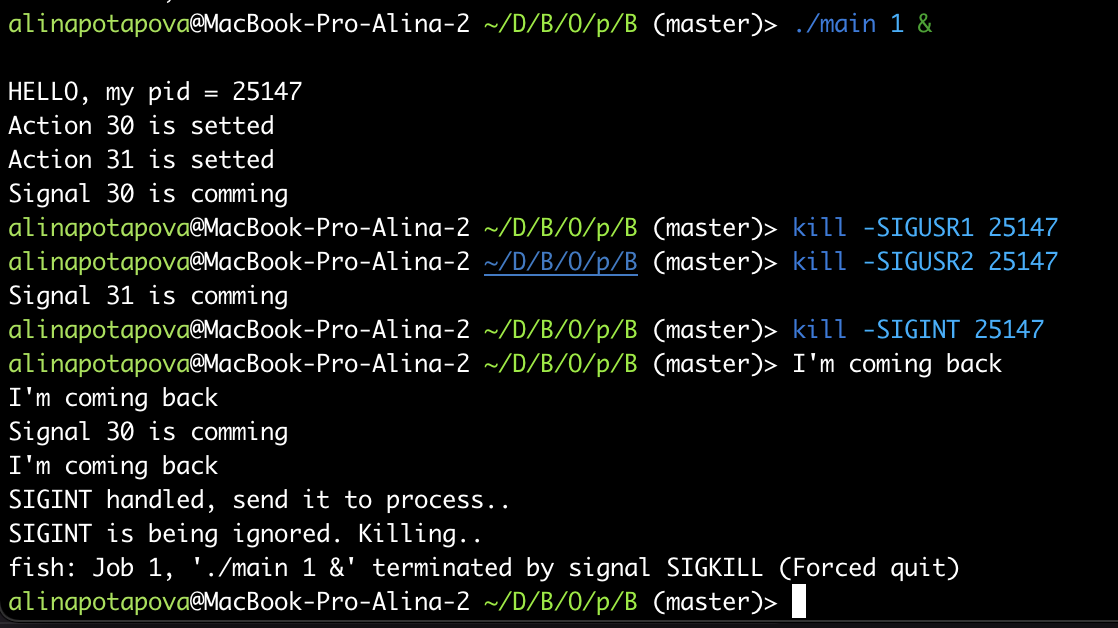 alinapotapova@MacBook-Pro-Alina-2 ~/D/B/O/p/B (master)> ./main 1 &
HELLO, my pid = 25147
Action 30 is setted
Action 31 is setted
Signal 30 is comming
alinapotapova@MacBook-Pro-Alina-2 ~/D/B/O/p/B (master)> kill -SIGUSR1 25147
alinapotapova@MacBook-Pro-Alina-2 ~/D/B/O/p/B (master)> kill -SIGUSR2 25147
Signal 31 is comming
alinapotapova@MacBook-Pro-Alina-2 ~/D/B/O/p/B (master)> kill -SIGINT 25147
alinapotapova@MacBook-Pro-Alina-2 ~/D/B/O/p/B (master)> I'm coming back
I'm coming back
Signal 30 is comming
I'm coming back
SIGINT handled, send it to process..
SIGINT is being ignored. Killing..
fish: Job 1, './main 1 &' terminated by signal SIGKILL (Forced quit)
alinapotapova@MacBook-Pro-Alina-2 ~/D/B/O/p/B (master)>